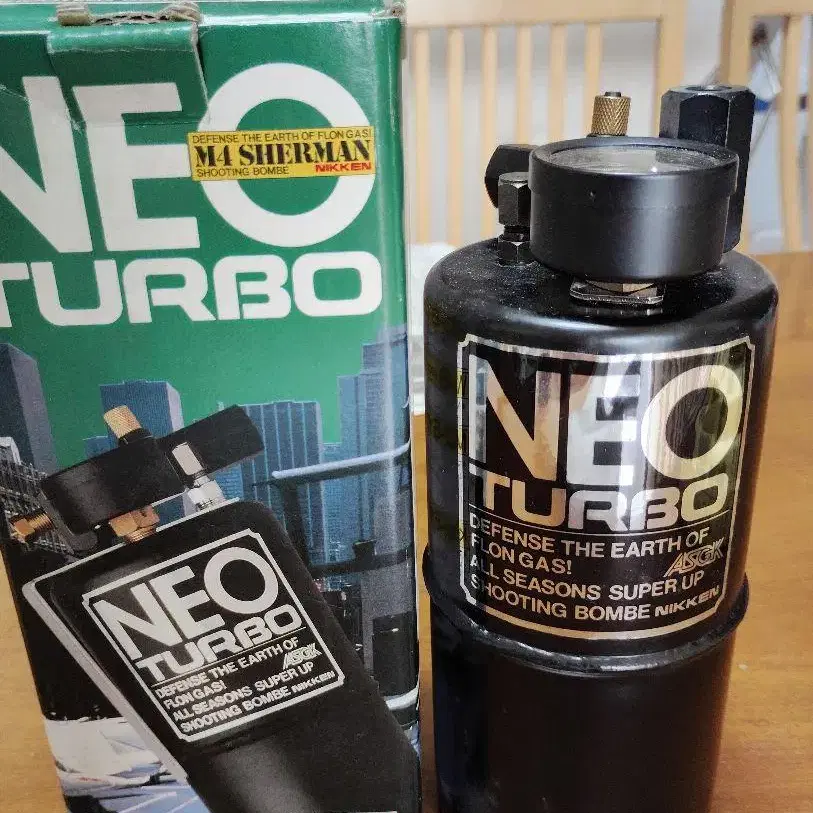 NEO
TURBO
DEFENSE THE EARTH OF FLON GAS!
M4 SHERMAN
SHOOTING BOMBE NIKKEN
NEO
TURBO
DEFENSE THE EARTH OF
FLON GAS! ASGK
ALL SEASONS SUPER UP
SHOOTING BOMBE NIKKEN
NEO
TURBO
DEFENSE THE EARTH OF
FLON GAS! ASGK
ALL SEASONS SUPER UP
SHOOTING BOMBE NIKKEN